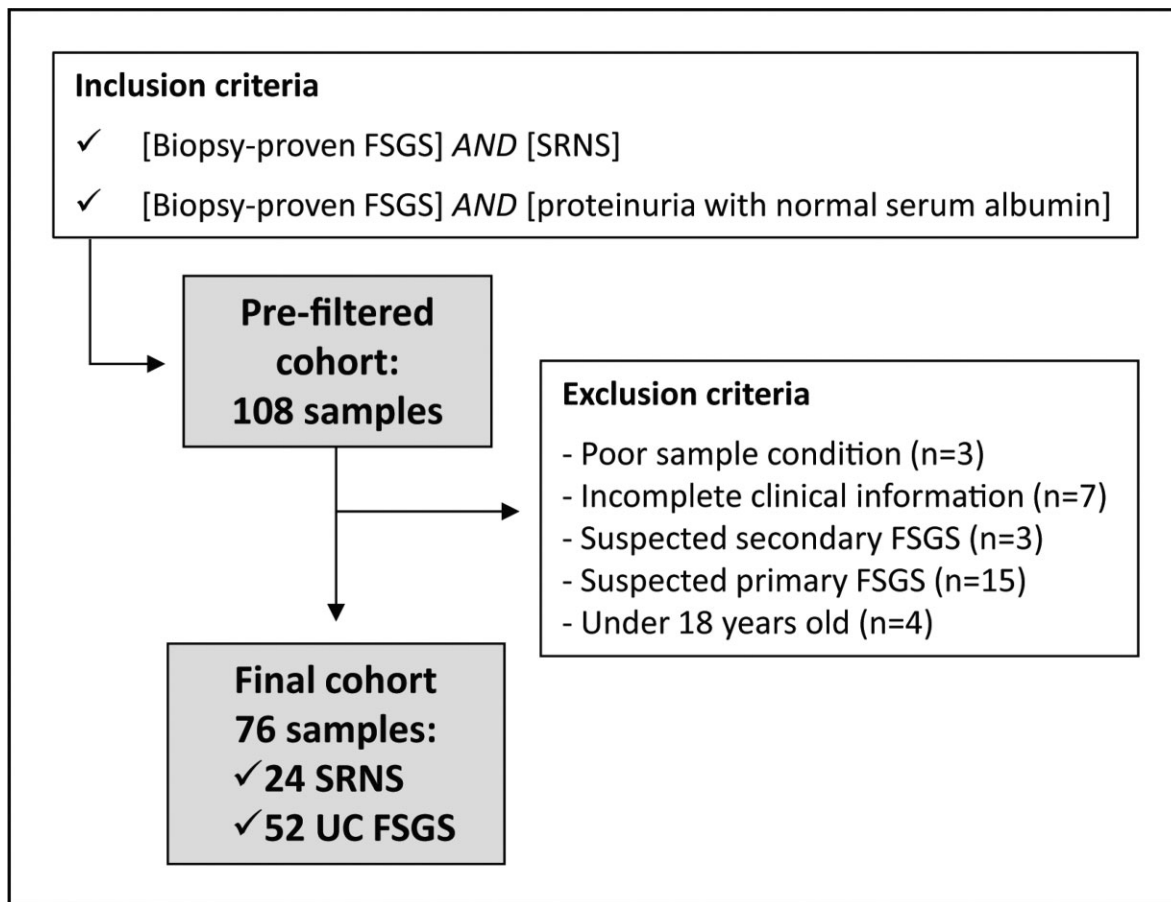 Inclusion criteria
✓ [Biopsy-proven FSGS] AND [SRNS]
✓ [Biopsy-proven FSGS] AND [proteinuria with normal serum albumin]
Pre-filtered
cohort:
108 samples
Exclusion criteria
- Poor sample condition (n=3)
- Incomplete clinical information (n=7)
- Suspected secondary FSGS (n=3)
- Suspected primary FSGS (n=15)
- Under 18 years old (n=4)
Final cohort
76 samples:
✓24 SRNS
✓52 UC FSGS